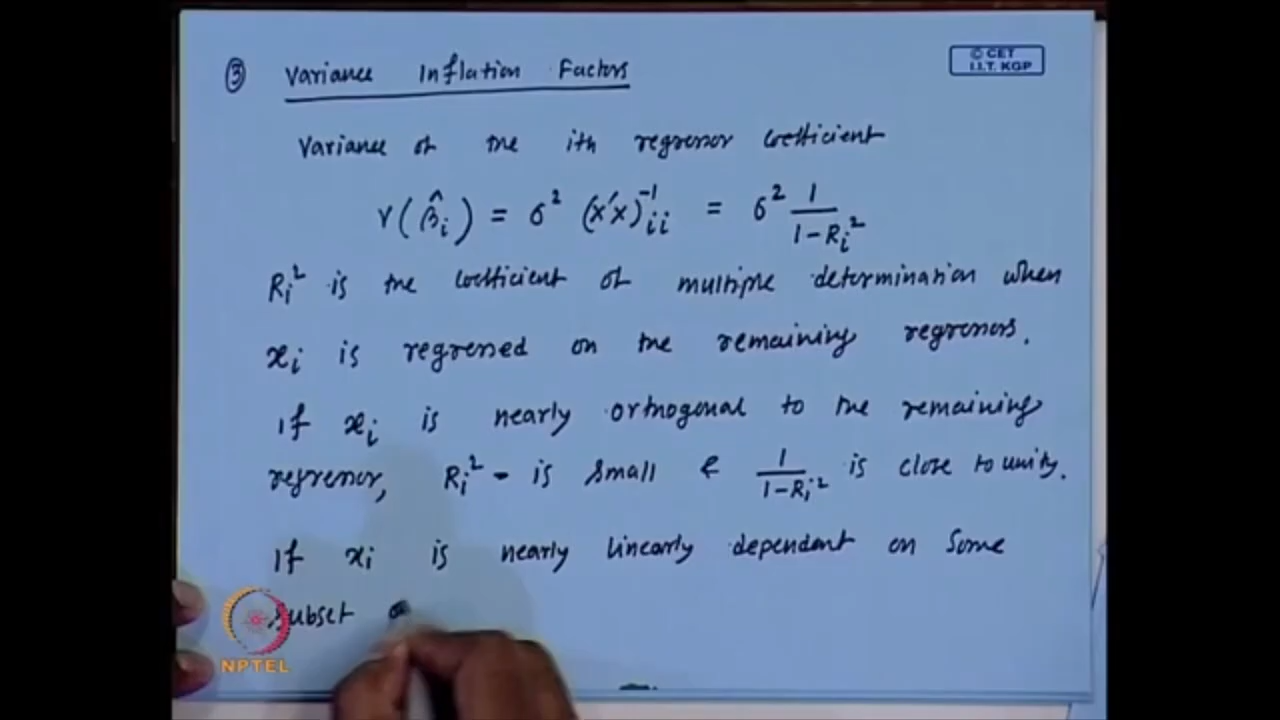 ③ Variance Inflation Factors
© CET
I.I.T. KGP
Variance of the ith regressor coefficient
V(β̂ᵢ) = σ² (x'x)⁻¹ᵢᵢ = σ² 1/(1-Rᵢ²)
Rᵢ² is the coefficient of multiple determination when
xᵢ is regressed on the remaining regressors.
If xᵢ is nearly orthogonal to the remaining
regressor, Rᵢ² - is small & 1/(1-Rᵢ²) is close to unity.
If xᵢ is nearly linearly dependent on some
subset o
NPTEL